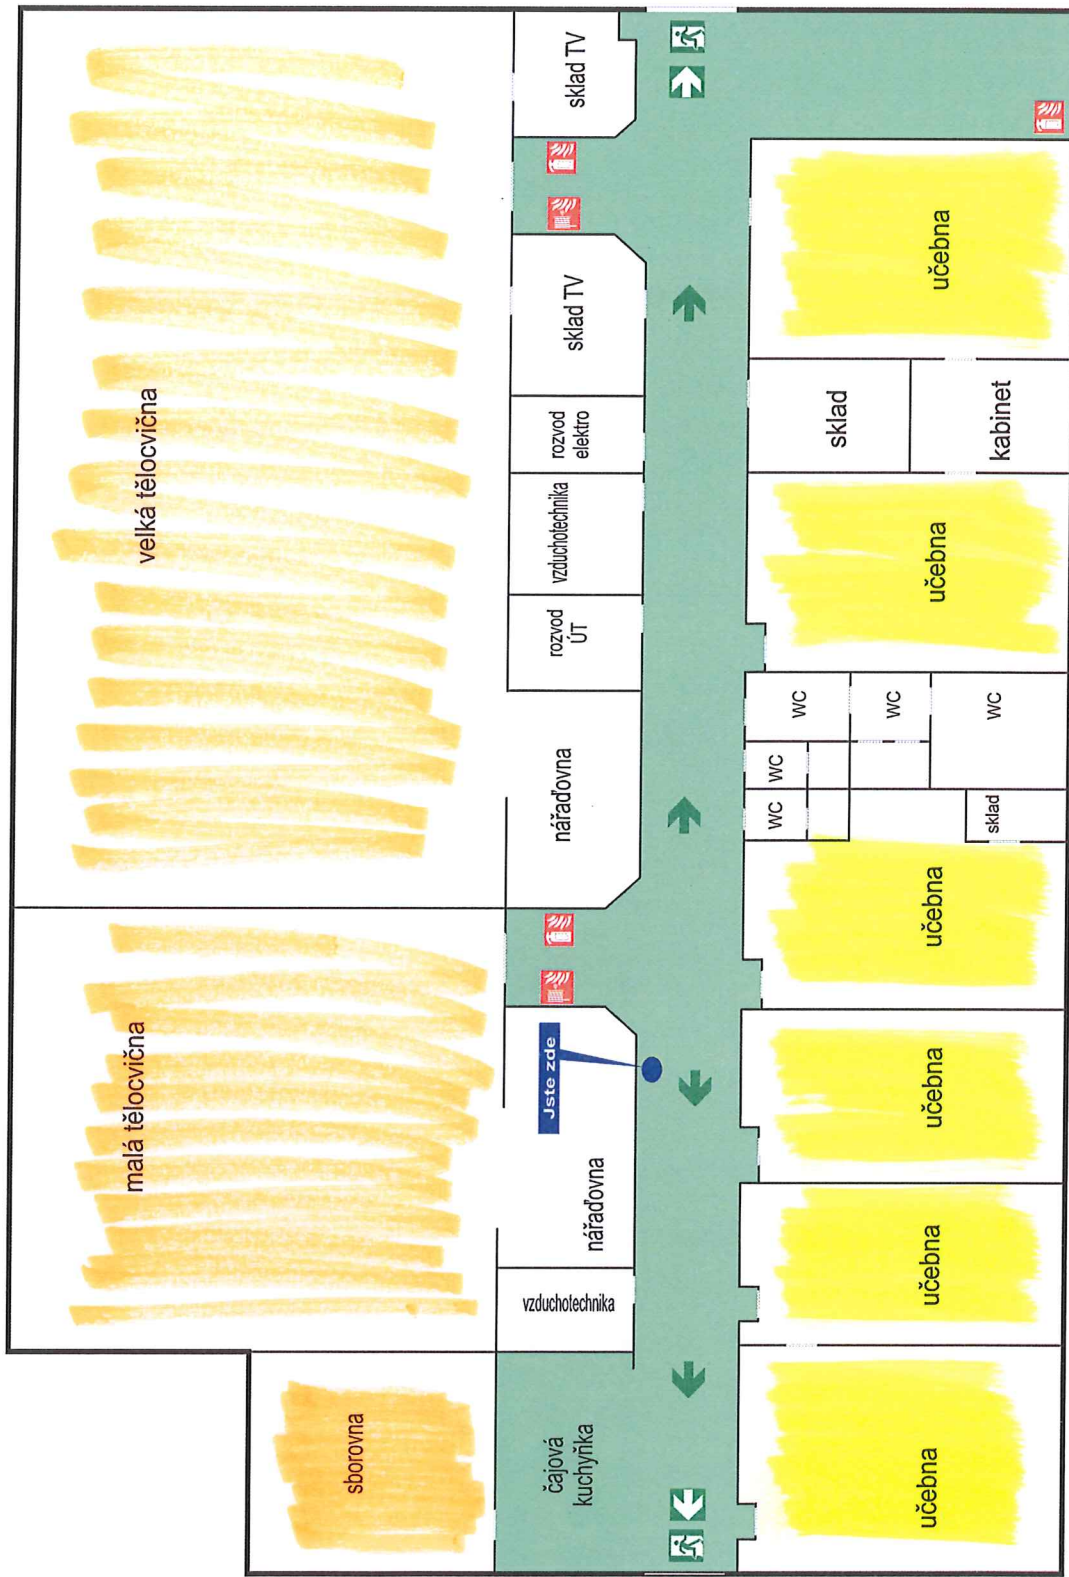 sborovna
malá tělocvična
velká tělocvična
čajová
kuchyňka
vzduchotechnika
nářaďovna
Jste zde
nářaďovna
rozvod
ÚT
vzduchotechnika
rozvod
elektro
sklad TV
sklad TV
učebna
učebna
učebna
učebna
WC
WC
WC
WC
WC
sklad
učebna
sklad
kabinet
učebna